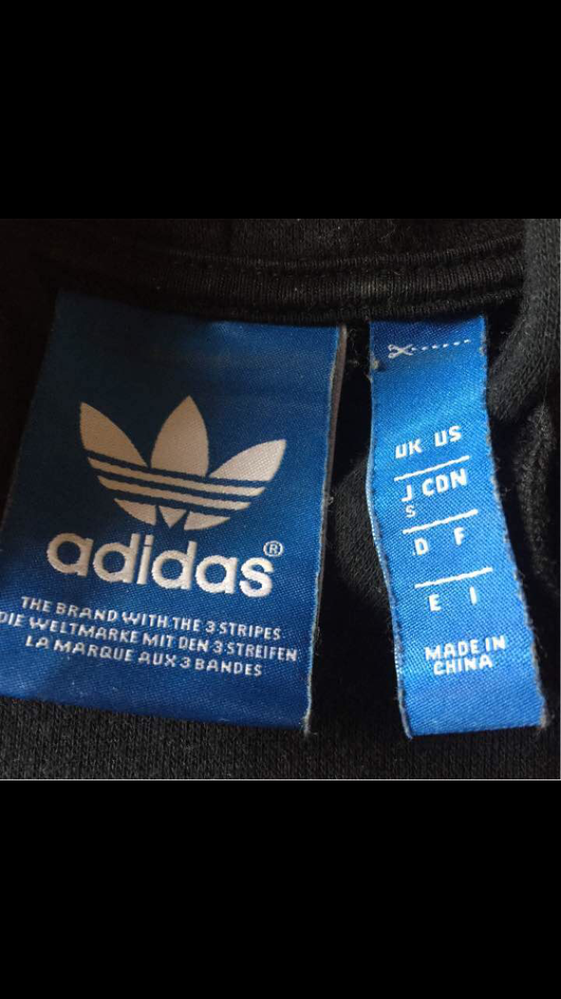 adidas®
THE BRAND WITH THE 3 STRIPES
DIE WELTMARKE MIT DEN 3 STREIFEN
LA MARQUE AUX 3 BANDES
UK US
J CDN
S
D F
E I
MADE IN
CHINA